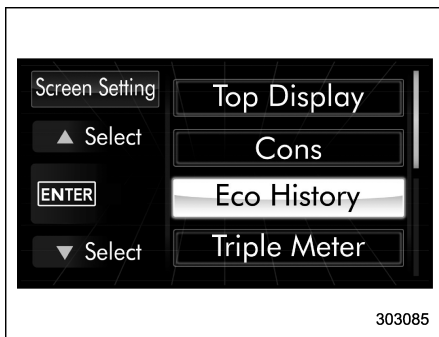 Screen Setting
▲ Select
ENTER
▼ Select
Top Display
Cons
Eco History
Triple Meter
303085